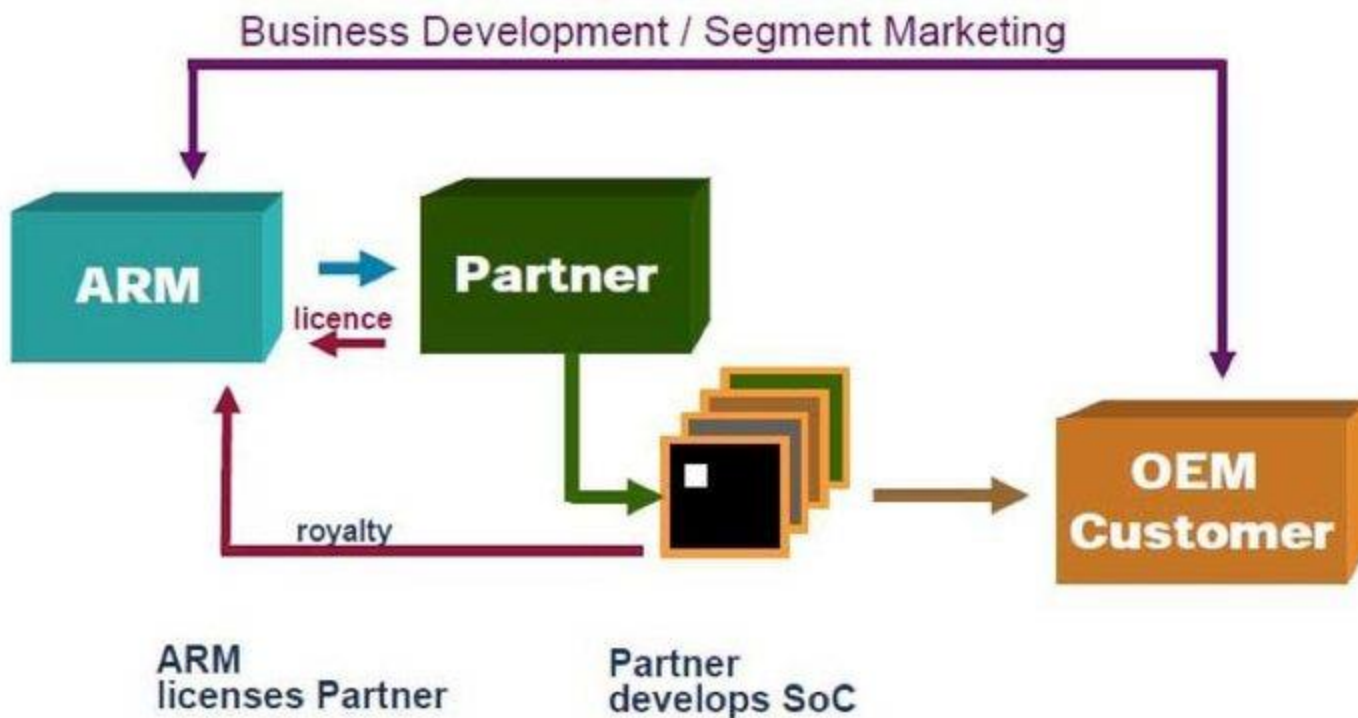 Business Development / Segment Marketing
ARM
Partner
licence
OEM
Customer
royalty
ARM
licenses Partner
Partner
develops SoC